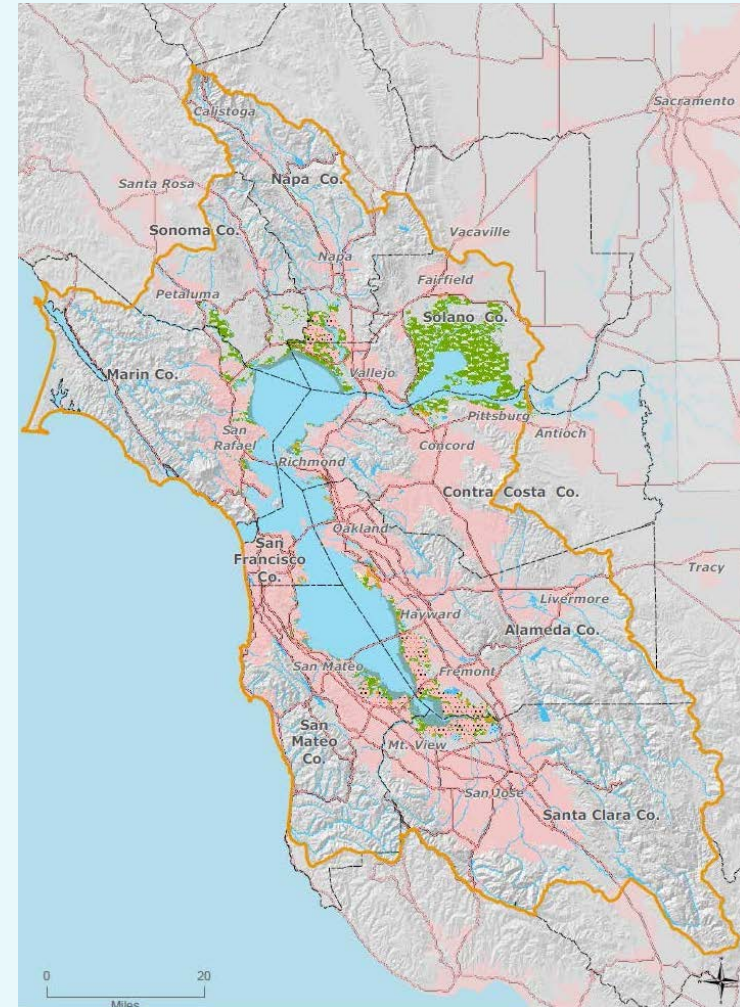 Sacramento
Calistoga
Santa Rosa
Napa Co.
Sonoma Co.
Vacaville
Napa
Fairfield
Petaluma
Solano Co.
Marin Co.
Vallejo
Pittsburg
San
Rafael
Concord
Antioch
Richmond
Contra Costa Co.
Oakland
San
Francisco
Co.
Tracy
Livermore
Hayward
Alameda Co.
San Mateo
Fremont
San
Mateo
Co.
Mt. View
San Jose
Santa Clara Co.
0
20
Miles